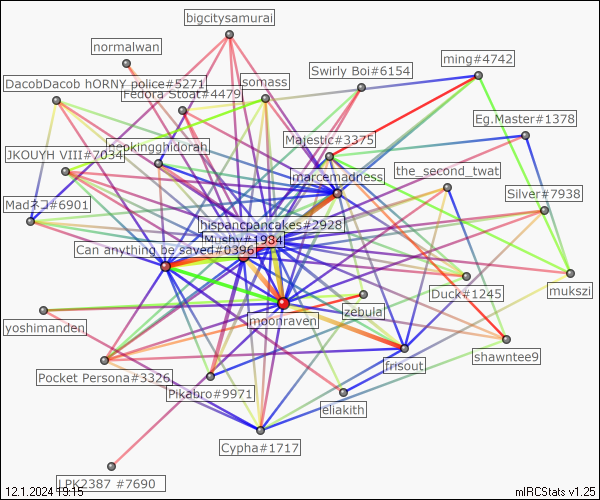 bigcitysamurai
normalwan
ming#4742
Swirly Boi#6154
DacobDacob hORNY police#5271
somass
Fedora Stoat#4479
Eg.Master#1378
Majestic#3375
pepkingghidorah
JKOUYH VIII#7034
the_second_twat
marcemadness
Silver#7938
Madネコ#6901
hispancpancakes#2928
Mushy#1984
Can anything be saved#0396
Duck#1245
mukszi
zebulal
moonraven
yoshimanden
shawntee9
frisout
Pocket Persona#3326
Pikabro#9971
eliakith
Cypha#1717
LPK2387 #7690
12.1.2024 19:15
mIRCStats v1.25